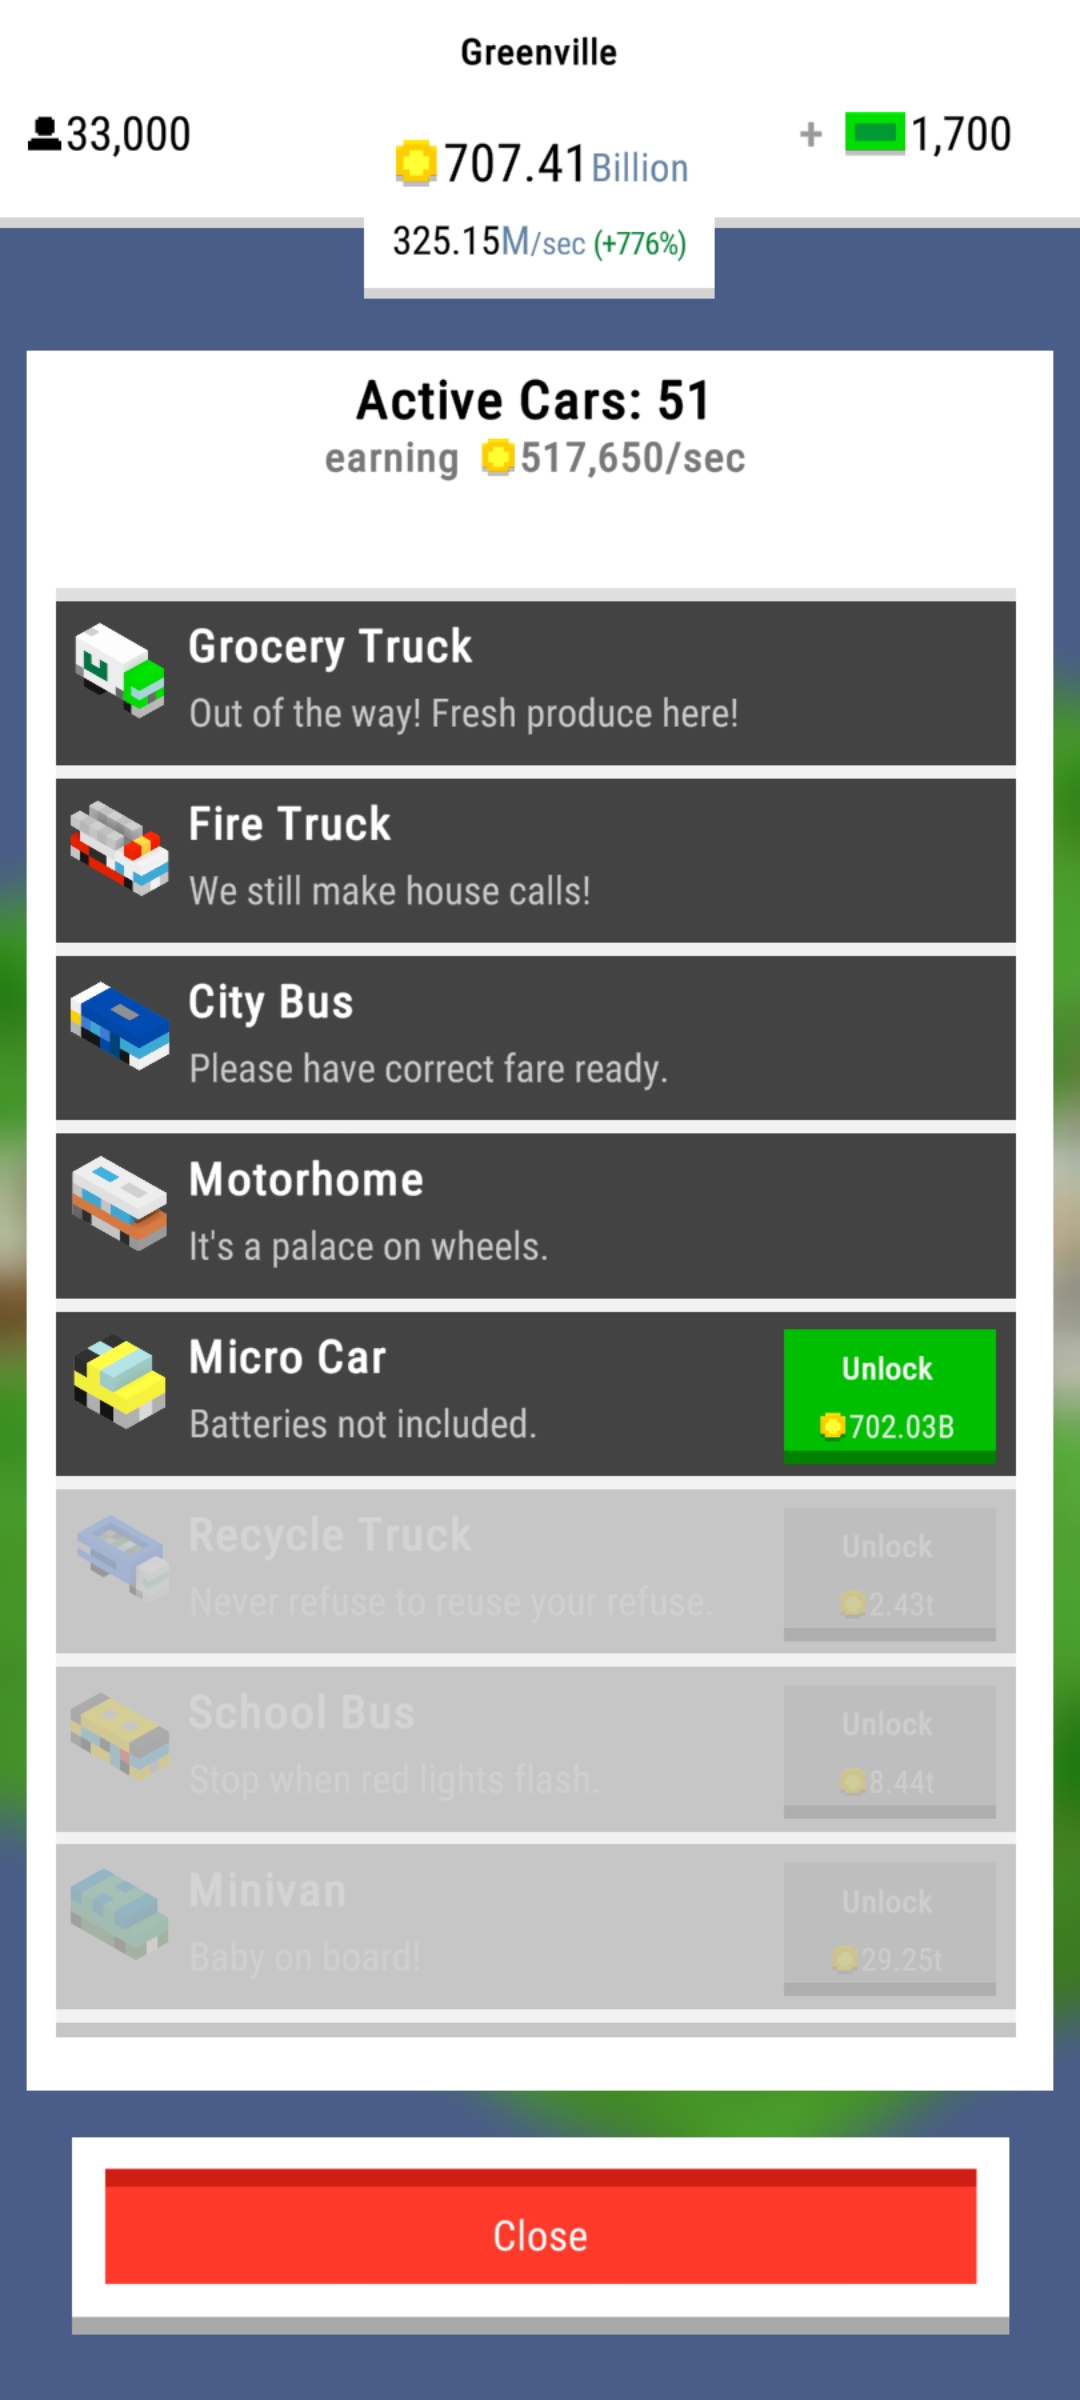 Greenville
33,000
707.41 Billion
+ 1,700
325.15M/sec (+776%)
Active Cars: 51
earning 517,650/sec
Grocery Truck
Out of the way! Fresh produce here!
Fire Truck
We still make house calls!
City Bus
Please have correct fare ready.
Motorhome
It's a palace on wheels.
Micro Car
Batteries not included.
Unlock
702.03B
Recycle Truck
Never refuse to reuse your refuse.
Unlock
2.43t
School Bus
Stop when red lights flash.
Unlock
8.44t
Minivan
Baby on board!
Unlock
29.25t
Close